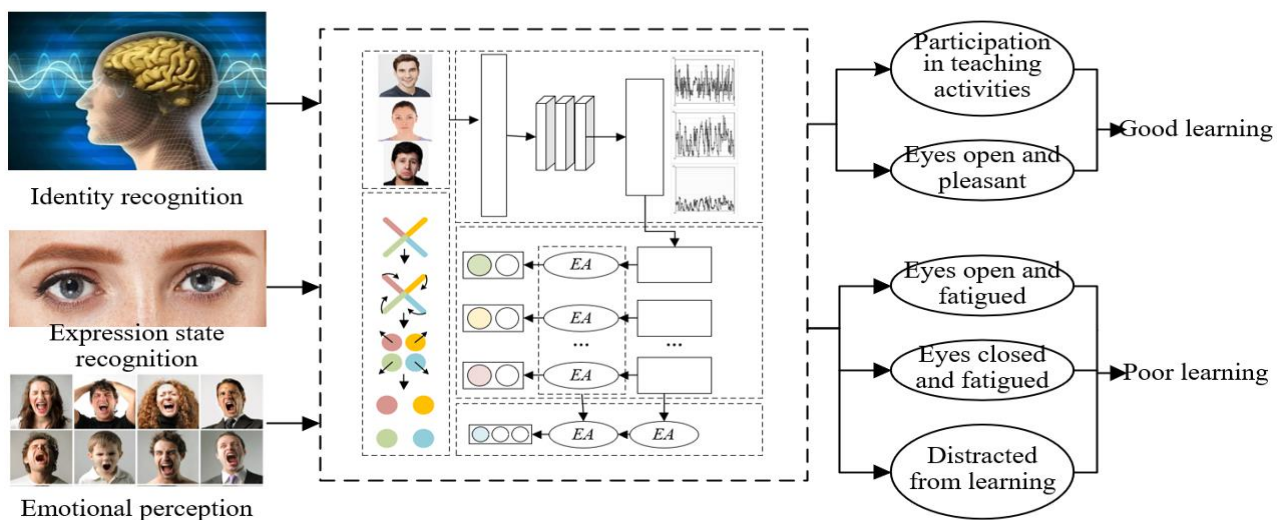 Identity recognition
Expression state
recognition
Emotional perception
EA
EA
...
...
EA
EA
EA
Participation
in teaching
activities
Eyes open and
pleasant
Good learning
Eyes open and
fatigued
Eyes closed
and fatigued
Distracted
from learning
Poor learning